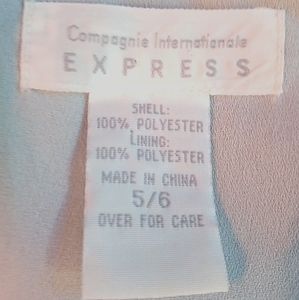 Compagnie Internationale
EXPRESS
SHELL:
100% POLYESTER
LINING:
100% POLYESTER
MADE IN CHINA
5/6
OVER FOR CARE